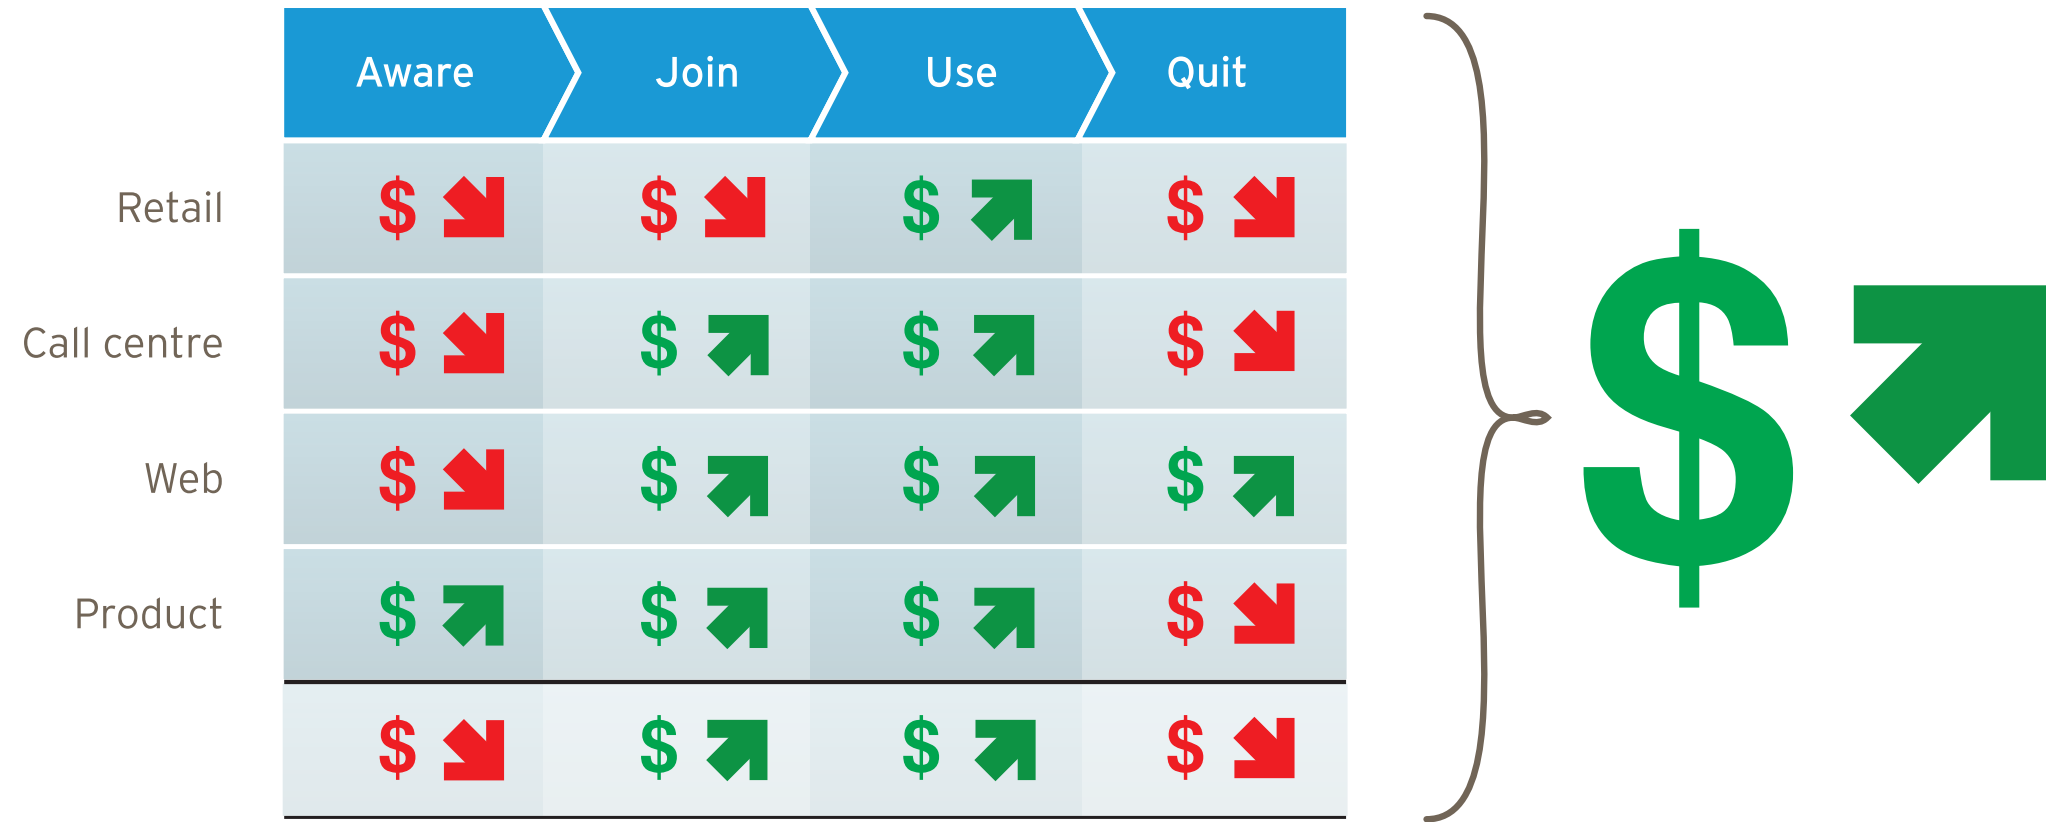 Aware Join Use Quit
Retail $ $ $ $
Call centre $ $ $ $
Web $ $ $ $
Product $ $ $ $
$ $ $ $
$